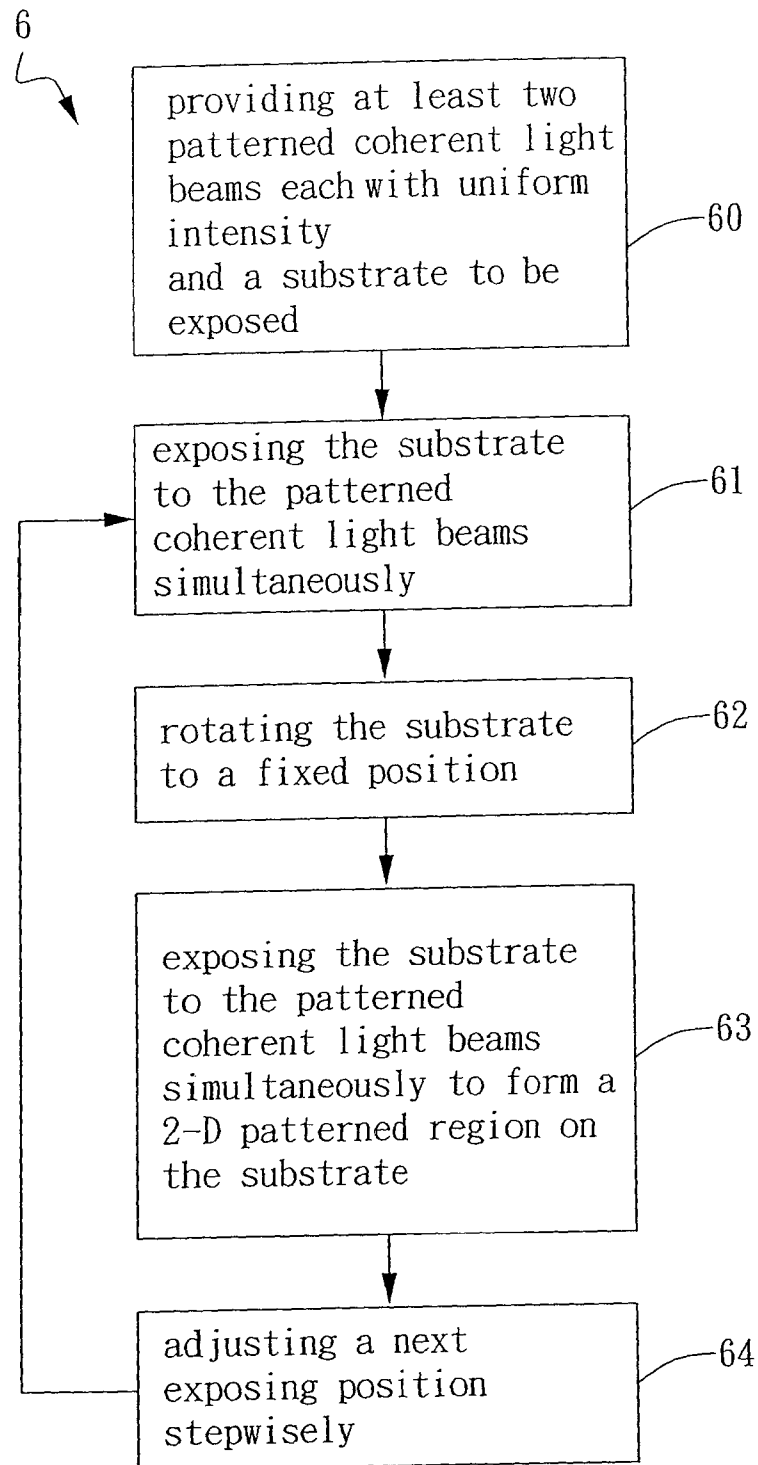 6
providing at least two
patterned coherent light
beams each with uniform
intensity
and a substrate to be
exposed
60
exposing the substrate
to the patterned
coherent light beams
simultaneously
61
rotating the substrate
to a fixed position
62
exposing the substrate
to the patterned
coherent light beams
simultaneously to form a
2-D patterned region on
the substrate
63
adjusting a next
exposing position
stepwisely
64